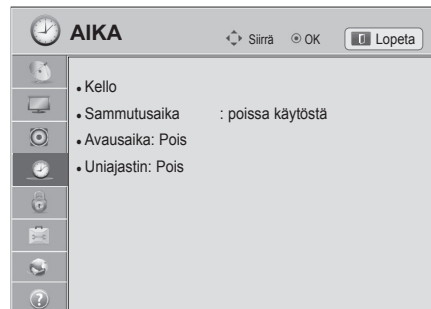 AIKA
Siirrä OK Lopeta
• Kello
• Sammutusaika : poissa käytöstä
• Avausaika: Pois
• Uniajastin: Pois